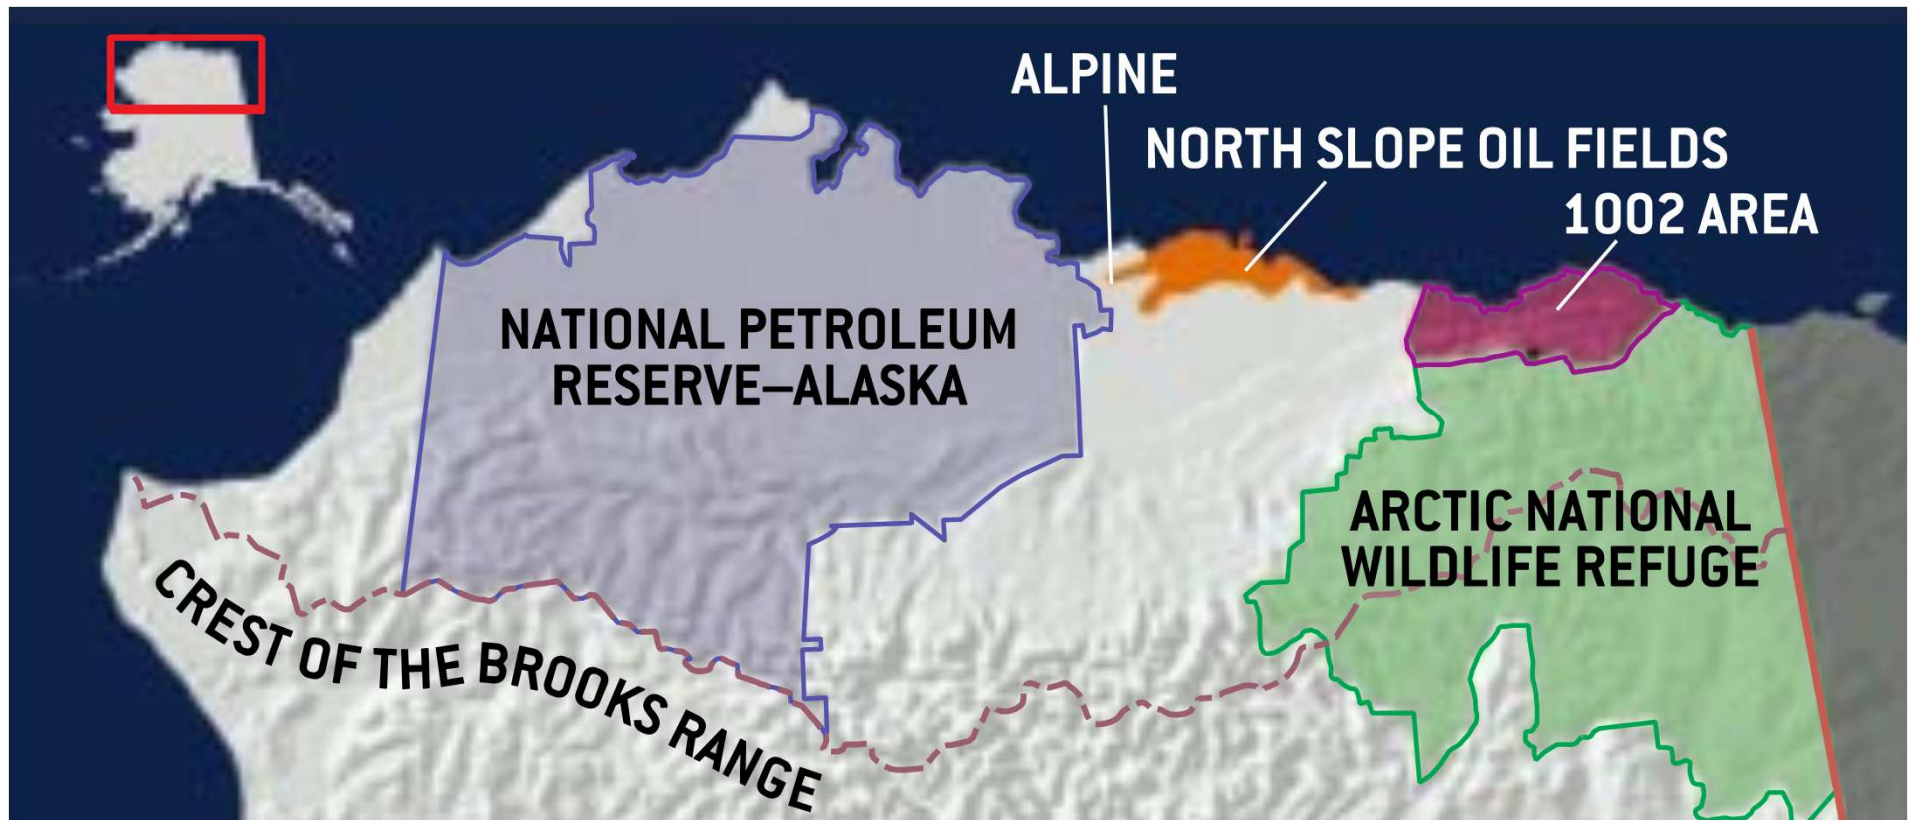 ALPINE
NORTH SLOPE OIL FIELDS
1002 AREA
NATIONAL PETROLEUM
RESERVE–ALASKA
ARCTIC NATIONAL
WILDLIFE REFUGE
CREST OF THE BROOKS RANGE